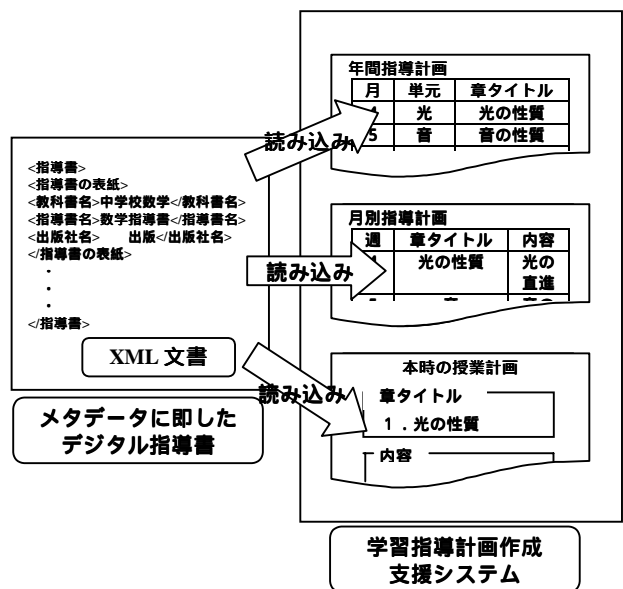 <指導書>
<指導書の表紙>
<教科書名>中学校数学</教科書名>
<指導書名>数学指導書</指導書名>
<出版社名>　　出版</出版社名>
</指導書の表紙>
・
・
・
</指導書>
XML 文書
メタデータに即した
デジタル指導書
読み込み
読み込み
読み込み
年間指導計画
月 単元 章タイトル
光 光の性質
5 音 音の性質
月別指導計画
週 章タイトル 内容
光の性質 光の
直進
本時の授業計画
章タイトル
1．光の性質
内容
学習指導計画作成
支援システム